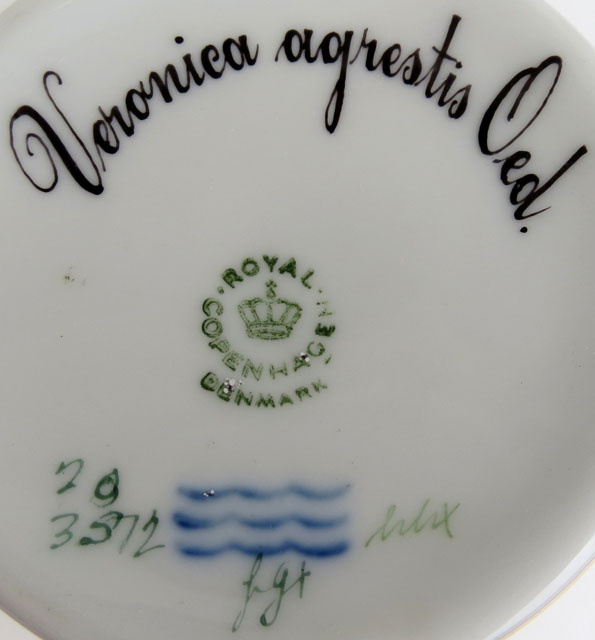 Veronica agrestis Oed.
· ROYAL ·
COPENHAGEN
DENMARK
20
3572